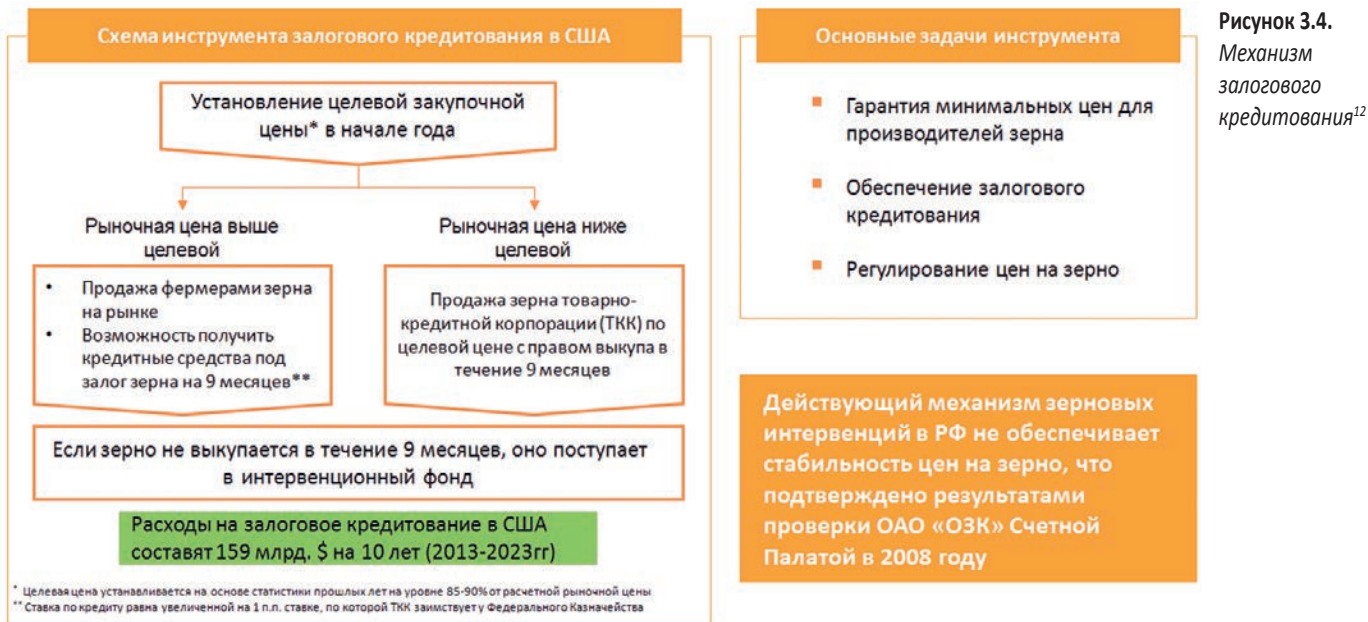 Схема инструмента залогового кредитования в США
Установление целевой закупочной
цены* в начале года
Рыночная цена выше
целевой
Рыночная цена ниже
целевой
• Продажа фермерами зерна
на рынке
• Возможность получить
кредитные средства под
залог зерна на 9 месяцев**
Продажа зерна товарно-
кредитной корпорации (ТКК) по
целевой цене с правом выкупа в
течение 9 месяцев
Если зерно не выкупается в течение 9 месяцев, оно поступает
в интервенционный фонд
Расходы на залоговое кредитование в США
составят 159 млрд. $ на 10 лет (2013-2023гг)
* Целевая цена устанавливается на основе статистики прошлых лет на уровне 85-90% от расчетной рыночной цены
** Ставка по кредиту равна увеличенной на 1 п.п. ставке, по которой ТКК заимствует у Федерального Казначейства
Основные задачи инструмента
▪ Гарантия минимальных цен для
производителей зерна
▪ Обеспечение залогового
кредитования
▪ Регулирование цен на зерно
Действующий механизм зерновых
интервенций в РФ не обеспечивает
стабильность цен на зерно, что
подтверждено результатами
проверки ОАО «ОЗК» Счетной
Палатой в 2008 году
Рисунок 3.4.
Механизм
залогового
кредитования¹²